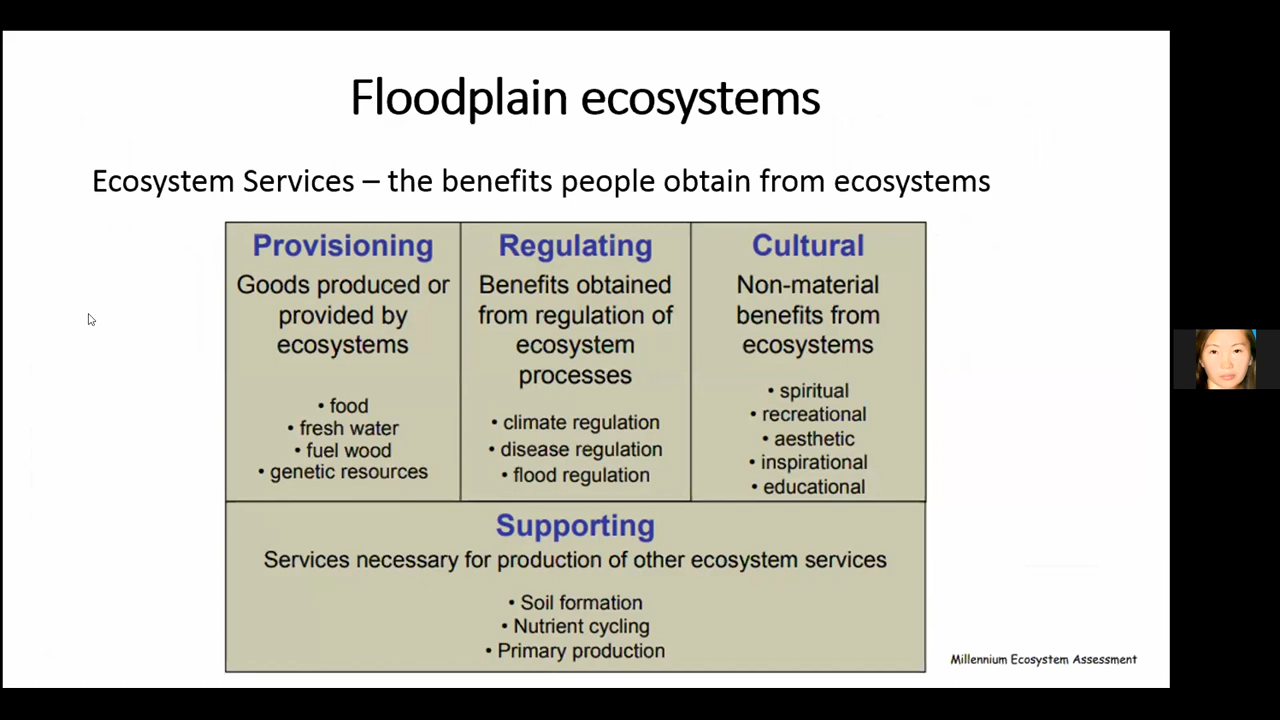 Floodplain ecosystems
Ecosystem Services – the benefits people obtain from ecosystems
Provisioning
Goods produced or
provided by
ecosystems
• food
• fresh water
• fuel wood
• genetic resources
Regulating
Benefits obtained
from regulation of
ecosystem
processes
• climate regulation
• disease regulation
• flood regulation
Cultural
Non-material
benefits from
ecosystems
• spiritual
• recreational
• aesthetic
• inspirational
• educational
Supporting
Services necessary for production of other ecosystem services
• Soil formation
• Nutrient cycling
• Primary production
Millennium Ecosystem Assessment